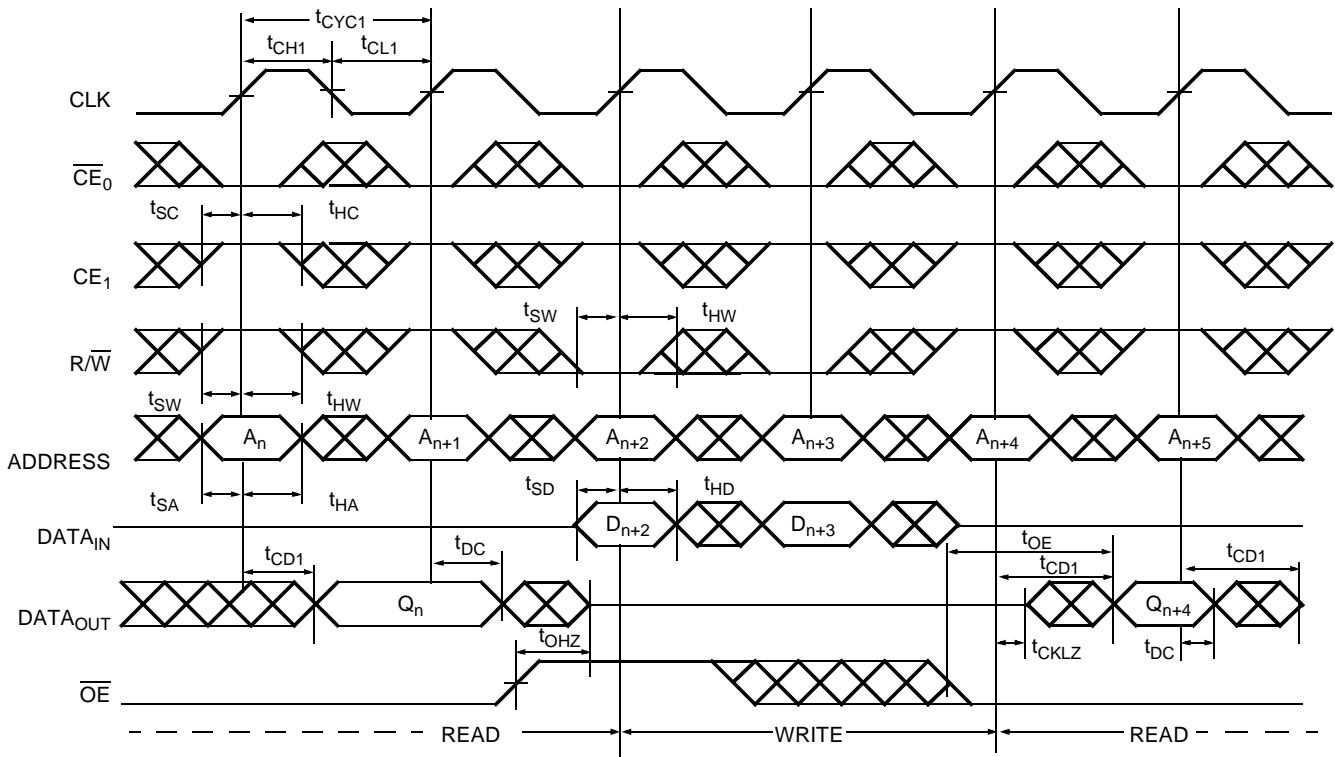 tCYC1
tCH1 tCL1
CLK
CE0
tSC tHC
CE1
tSW tHW
R/W
tSW tHW
An An+1 An+2 An+3 An+4 An+5
ADDRESS
tSA tHA tSD tHD
DATAIN Dn+2 Dn+3
tCD1 tDC tOE tCD1 tCD1
DATAOUT Qn Qn+4
tOHZ tCKLZ tDC
OE
READ WRITE READ